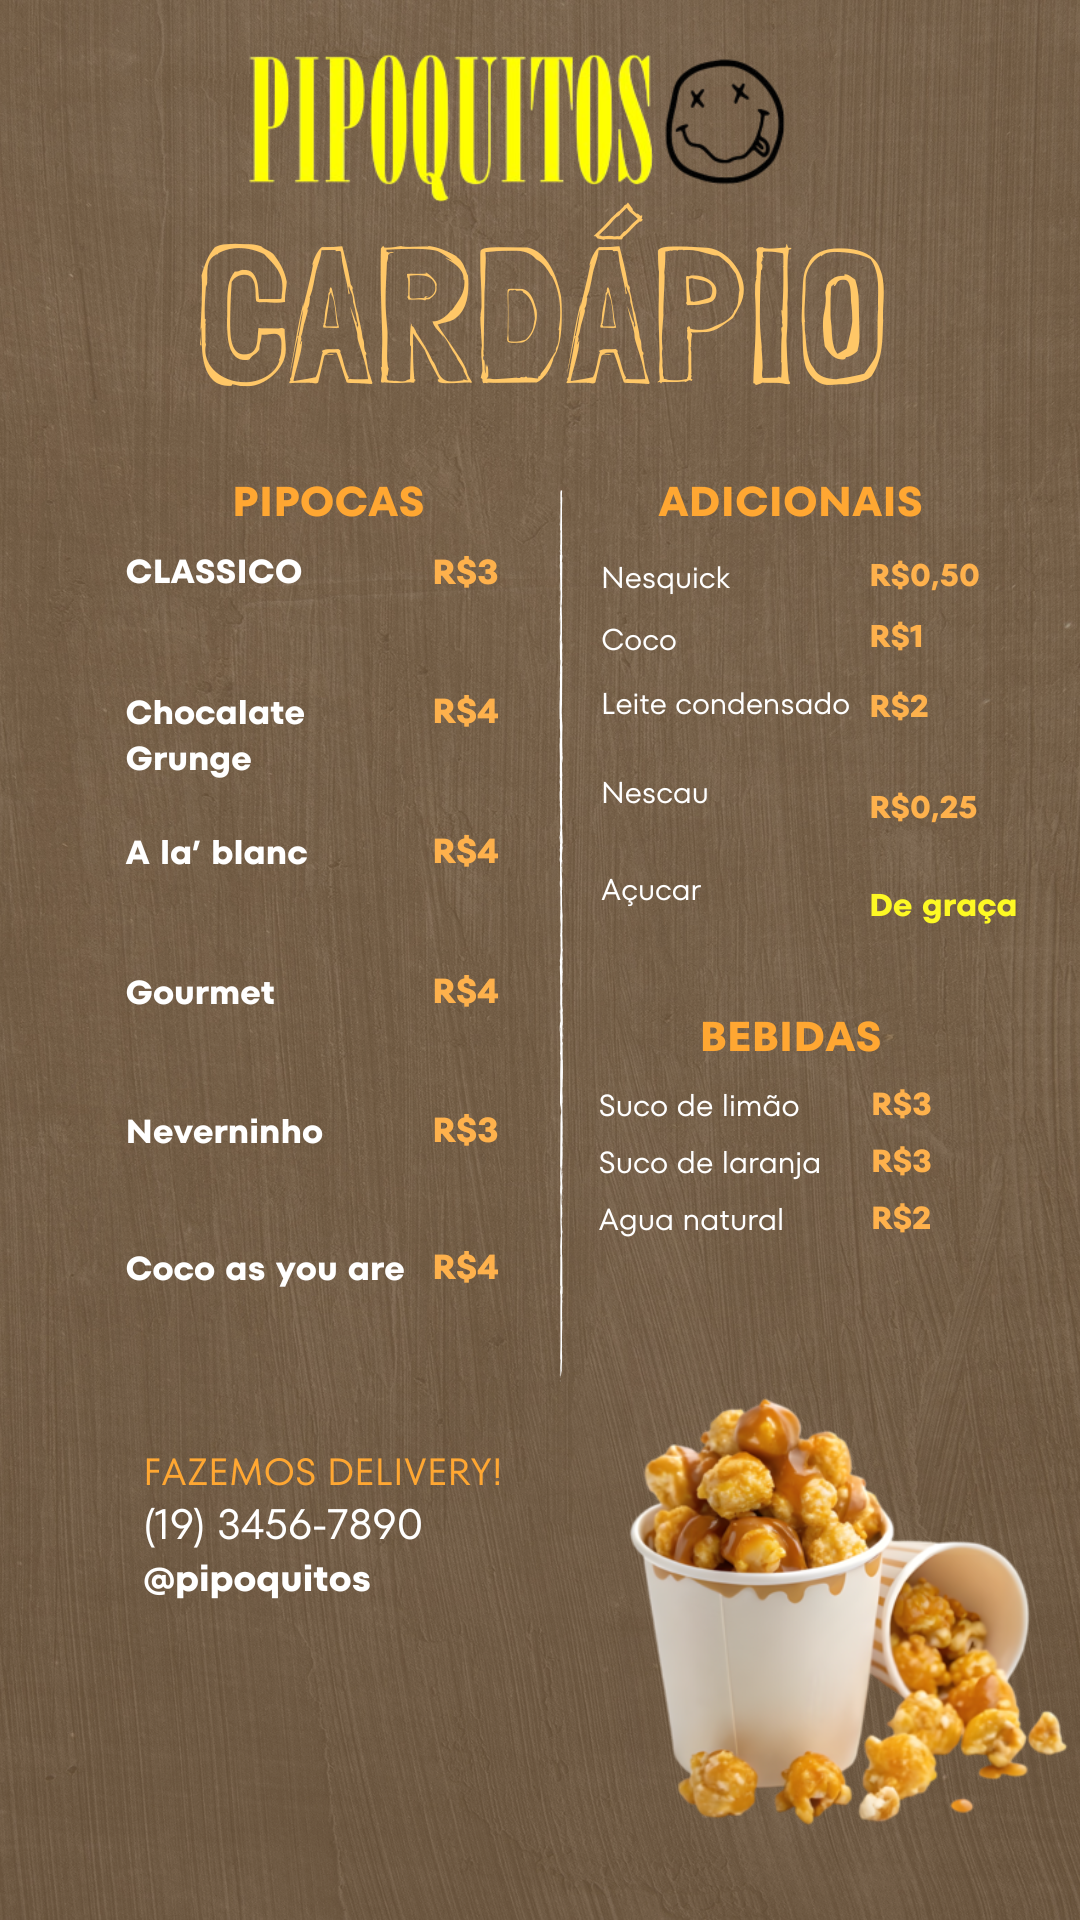 PIPOQUITOS
CARDÁPIO
PIPOCAS
CLASSICO R$3
Chocalate R$4
Grunge
A la’ blanc R$4
Gourmet R$4
Neverninho R$3
Coco as you are R$4
ADICIONAIS
Nesquick R$0,50
Coco R$1
Leite condensado R$2
Nescau R$0,25
Açucar De graça
BEBIDAS
Suco de limão R$3
Suco de laranja R$3
Agua natural R$2
FAZEMOS DELIVERY!
(19) 3456-7890
@pipoquitos